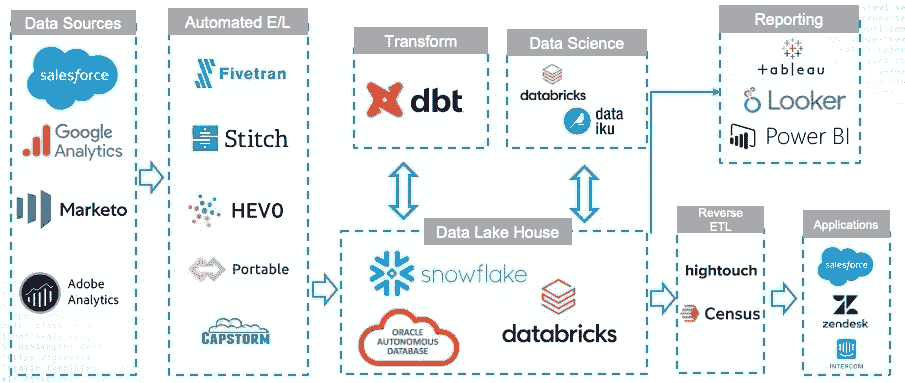 Data Sources
salesforce
Google
Analytics
Marketo
Adobe
Analytics
Automated E/L
Fivetran
Stitch
HEVO
Portable
CAPSTORM
Transform
dbt
Data Science
databricks
data
iku
Data Lake House
snowflake
ORACLE
AUTONOMOUS
DATABASE
databricks
Reporting
+ableau
Looker
Power BI
Reverse
ETL
hightouch
Census
Applications
salesforce
zendesk
INTERCOM